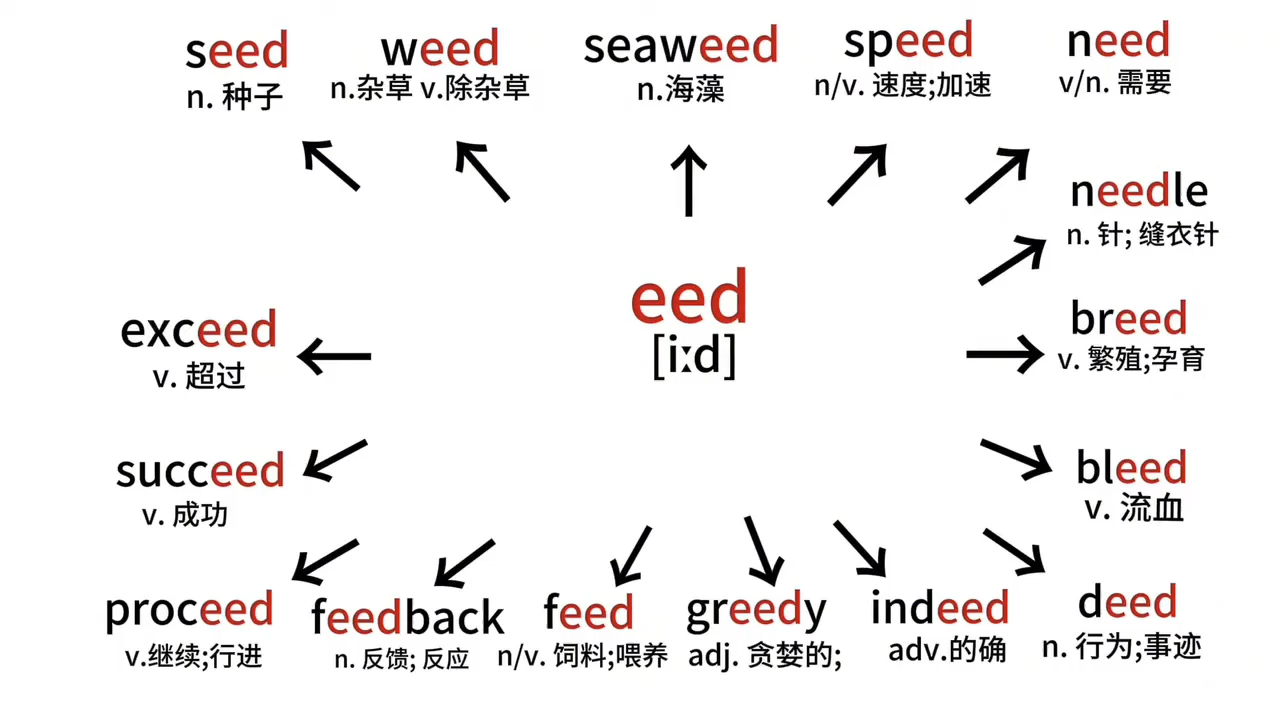 seed
n. 种子
weed
n.杂草 v.除杂草
seaweed
n.海藻
speed
n/v. 速度;加速
need
v/n. 需要
needle
n. 针; 缝衣针
eed
[iːd]
exceed
v. 超过
breed
v. 繁殖;孕育
succeed
v. 成功
bleed
v. 流血
proceed
v.继续;行进
feedback
n. 反馈; 反应
feed
n/v. 饲料;喂养
greedy
adj. 贪婪的;
indeed
adv.的确
deed
n. 行为;事迹